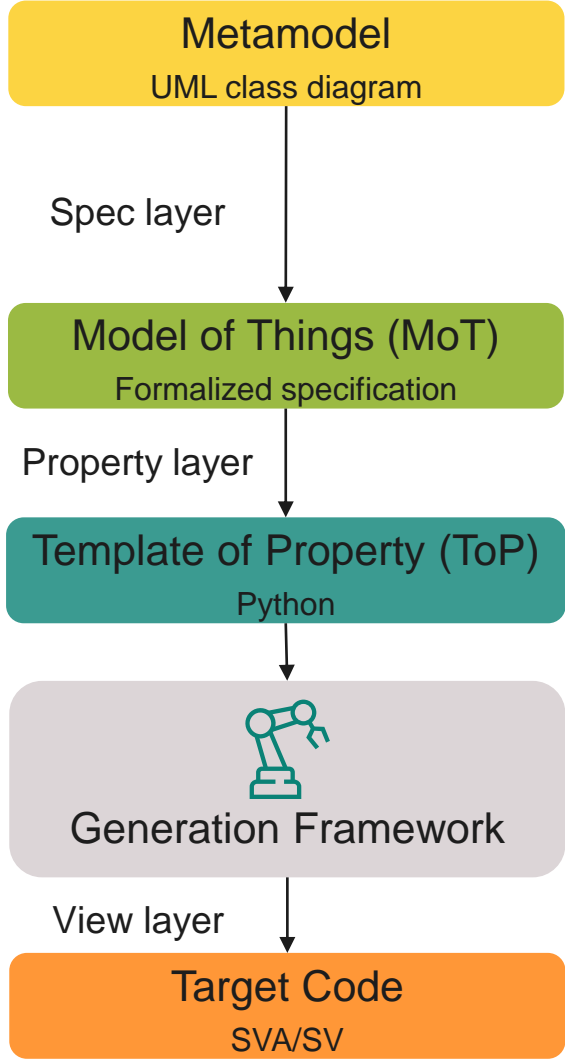 Metamodel
UML class diagram
Spec layer
Model of Things (MoT)
Formalized specification
Property layer
Template of Property (ToP)
Python
Generation Framework
View layer
Target Code
SVA/SV